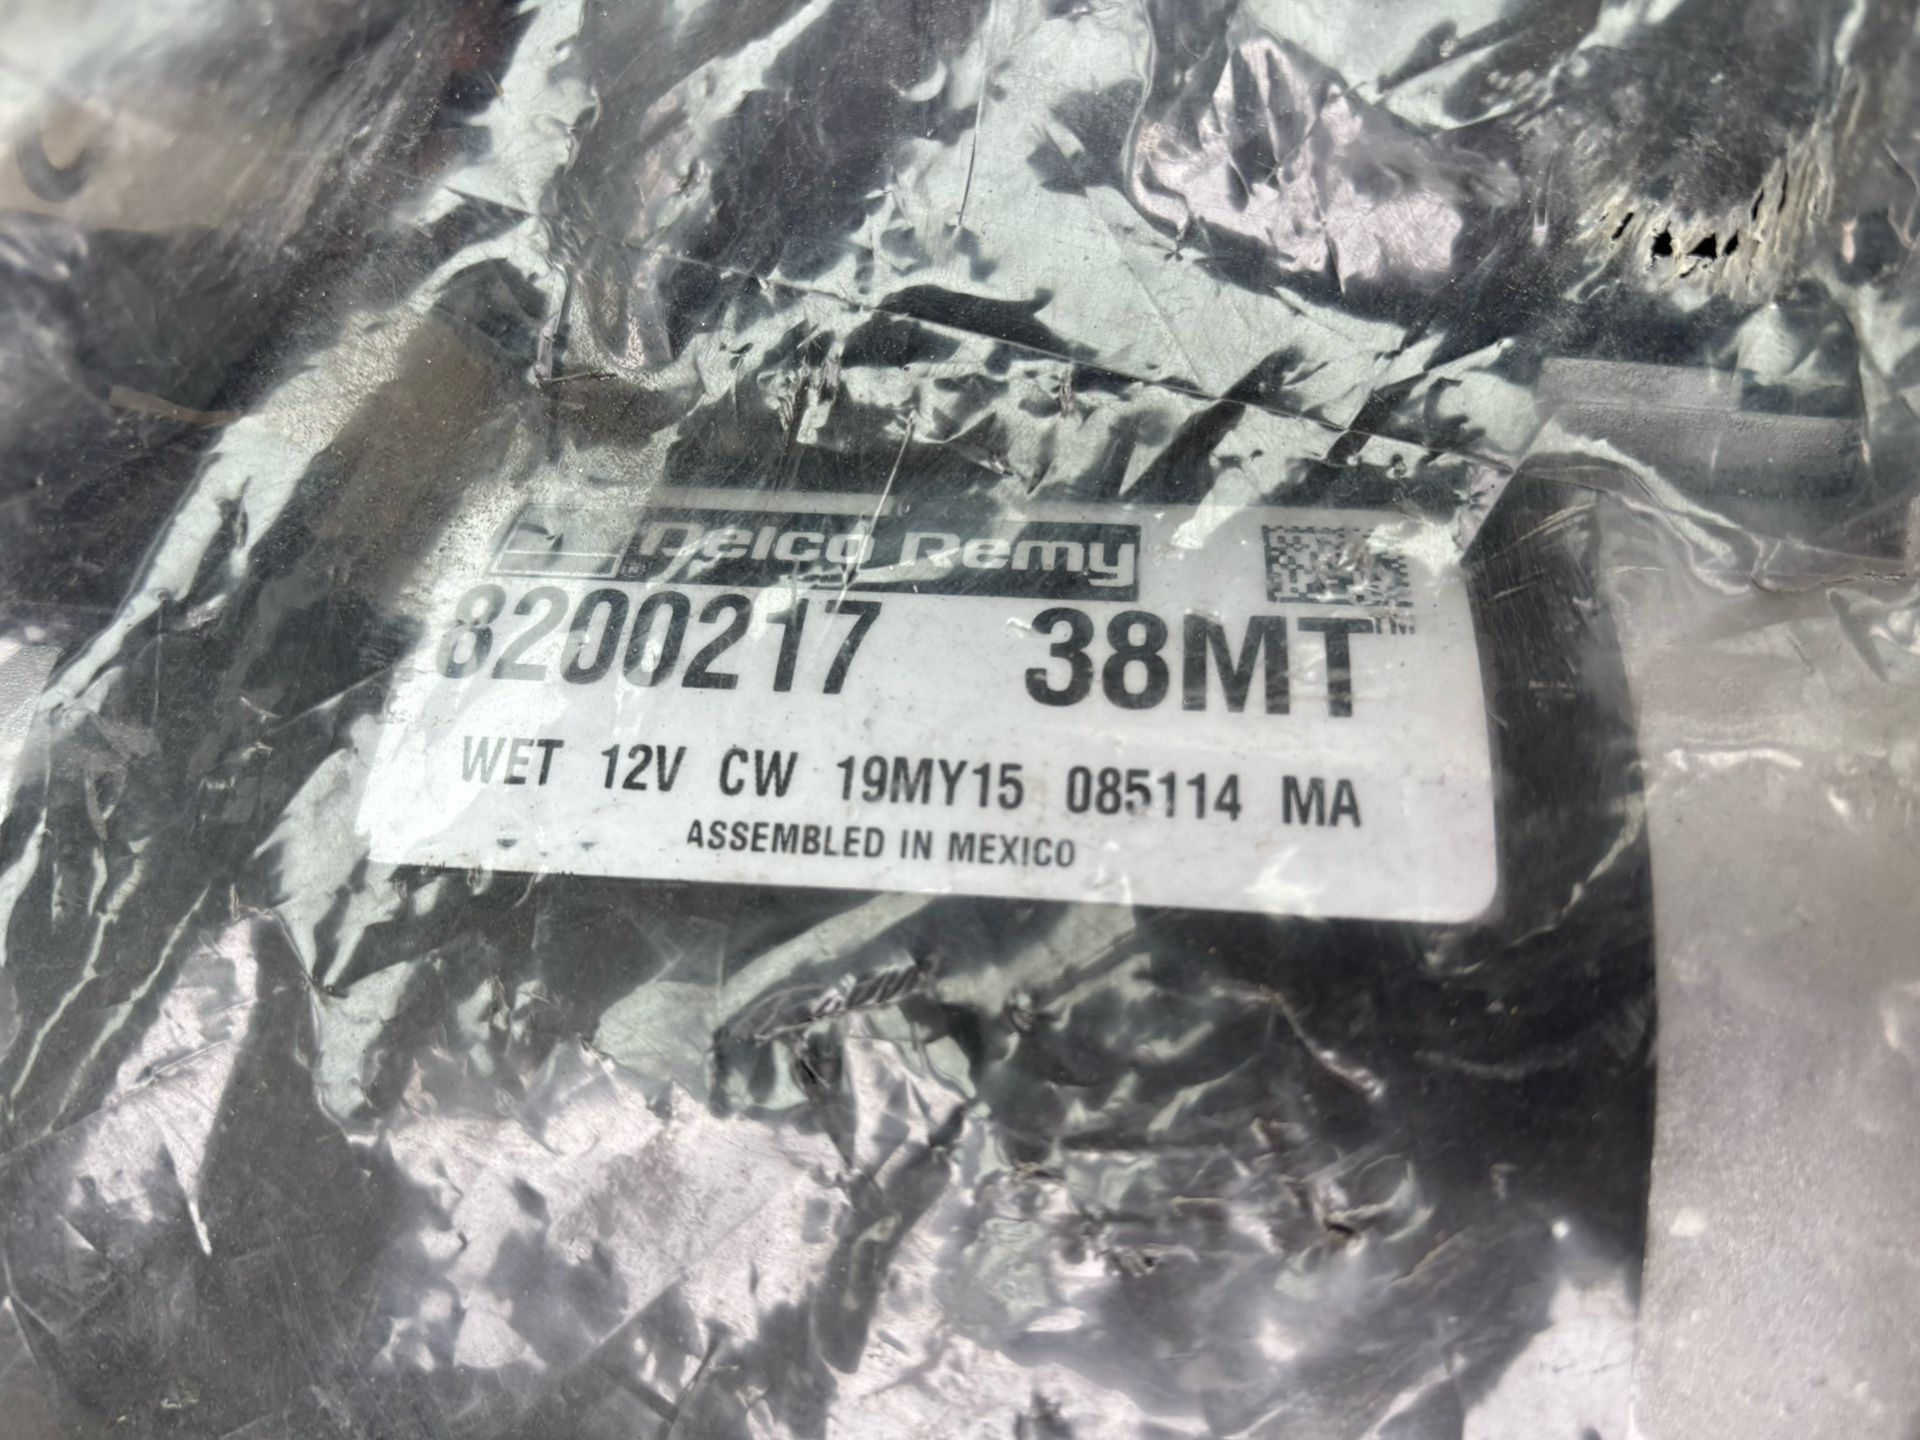 Delco Remy
8200217 38MT
WET 12V CW 19MY15 085114 MA
ASSEMBLED IN MEXICO